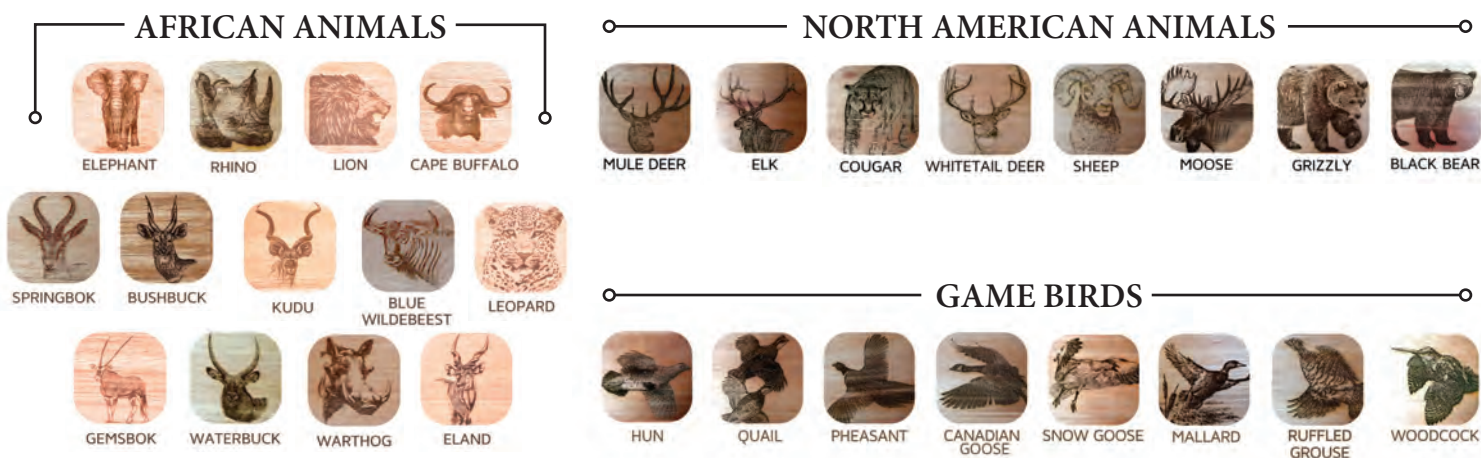 AFRICAN ANIMALS
ELEPHANT
RHINO
LION
CAPE BUFFALO
SPRINGBOK
BUSHBUCK
KUDU
BLUE
WILDEBEEST
LEOPARD
GEMSBOK
WATERBUCK
WARTHOG
ELAND
NORTH AMERICAN ANIMALS
MULE DEER
ELK
COUGAR
WHITETAIL DEER
SHEEP
MOOSE
GRIZZLY
BLACK BEAR
GAME BIRDS
HUN
QUAIL
PHEASANT
CANADIAN
GOOSE
SNOW GOOSE
MALLARD
RUFFLED
GROUSE
WOODCOCK